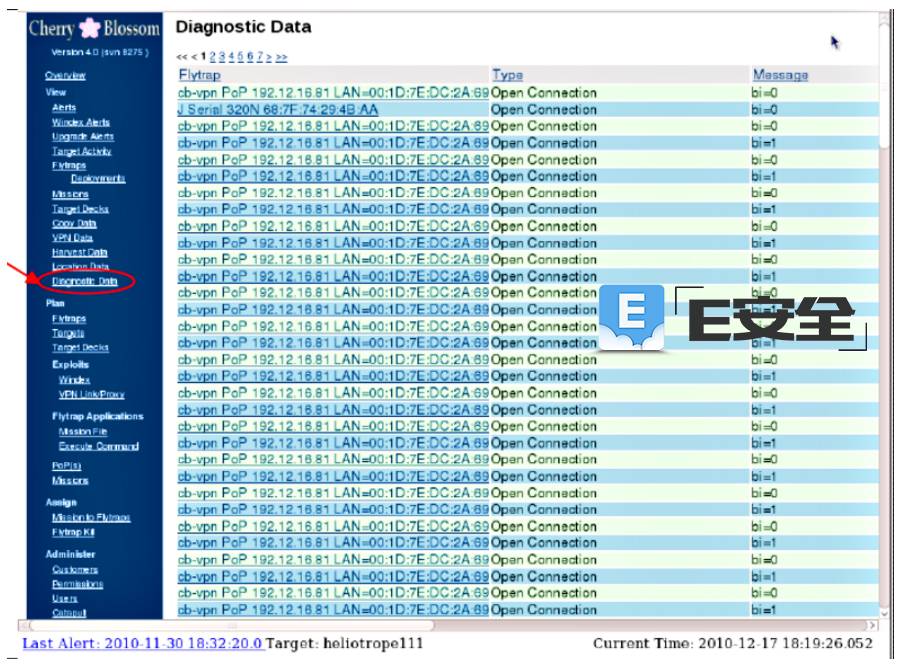 Cherry Blossom
Version 4.0 (svn 8275 )
Overview
View
Alerts
Windex Alerts
Upgrade Alerts
Target Activity
Flytraps
Deployments
Missions
Target Decks
Copy Data
VPN Data
Harvest Data
Location Data
Diagnostic Data
Plan
Flytraps
Targets
Target Decks
Exploits
Windex
VPN Link/Proxy
Flytrap Applications
Mission File
Execute Command
PoP(s)
Missions
Assign
Mission to Flytraps
Flytrap Kill
Administer
Customers
Permissions
Users
Catapult
Diagnostic Data
<< < 1 2 3 4 5 6 7 > >>
Flytrap Type Message
cb-vpn PoP 192.12.16.81 LAN=00:1D:7E:DC:2A:69 Open Connection bi=0
J Serial 320N 68:7F:74:29:4B:AA Open Connection bi=0
cb-vpn PoP 192.12.16.81 LAN=00:1D:7E:DC:2A:69 Open Connection bi=0
cb-vpn PoP 192.12.16.81 LAN=00:1D:7E:DC:2A:69 Open Connection bi=1
cb-vpn PoP 192.12.16.81 LAN=00:1D:7E:DC:2A:69 Open Connection bi=0
cb-vpn PoP 192.12.16.81 LAN=00:1D:7E:DC:2A:69 Open Connection bi=1
cb-vpn PoP 192.12.16.81 LAN=00:1D:7E:DC:2A:69 Open Connection bi=0
cb-vpn PoP 192.12.16.81 LAN=00:1D:7E:DC:2A:69 Open Connection bi=1
cb-vpn PoP 192.12.16.81 LAN=00:1D:7E:DC:2A:69 Open Connection bi=0
cb-vpn PoP 192.12.16.81 LAN=00:1D:7E:DC:2A:69 Open Connection bi=1
cb-vpn PoP 192.12.16.81 LAN=00:1D:7E:DC:2A:69 Open Connection bi=0
cb-vpn PoP 192.12.16.81 LAN=00:1D:7E:DC:2A:69 Open Connection bi=1
cb-vpn PoP 192.12.16.81 LAN=00:1D:7E:DC:2A:69 Open Connection bi=0
cb-vpn PoP 192.12.16.81 LAN=00:1D:7E:DC:2A:69 Open Connection
cb-vpn PoP 192.12.16.81 LAN=00:1D:7E:DC:2A:69 Open Connection
cb-vpn PoP 192.12.16.81 LAN=00:1D:7E:DC:2A:69 Open Connection
cb-vpn PoP 192.12.16.81 LAN=00:1D:7E:DC:2A:69 Open Connection bi=0
cb-vpn PoP 192.12.16.81 LAN=00:1D:7E:DC:2A:69 Open Connection bi=1
cb-vpn PoP 192.12.16.81 LAN=00:1D:7E:DC:2A:69 Open Connection bi=0
cb-vpn PoP 192.12.16.81 LAN=00:1D:7E:DC:2A:69 Open Connection bi=1
cb-vpn PoP 192.12.16.81 LAN=00:1D:7E:DC:2A:69 Open Connection bi=0
cb-vpn PoP 192.12.16.81 LAN=00:1D:7E:DC:2A:69 Open Connection bi=1
cb-vpn PoP 192.12.16.81 LAN=00:1D:7E:DC:2A:69 Open Connection bi=0
cb-vpn PoP 192.12.16.81 LAN=00:1D:7E:DC:2A:69 Open Connection bi=1
cb-vpn PoP 192.12.16.81 LAN=00:1D:7E:DC:2A:69 Open Connection bi=0
cb-vpn PoP 192.12.16.81 LAN=00:1D:7E:DC:2A:69 Open Connection bi=1
cb-vpn PoP 192.12.16.81 LAN=00:1D:7E:DC:2A:69 Open Connection bi=0
cb-vpn PoP 192.12.16.81 LAN=00:1D:7E:DC:2A:69 Open Connection bi=1
cb-vpn PoP 192.12.16.81 LAN=00:1D:7E:DC:2A:69 Open Connection bi=0
cb-vpn PoP 192.12.16.81 LAN=00:1D:7E:DC:2A:69 Open Connection bi=1
cb-vpn PoP 192.12.16.81 LAN=00:1D:7E:DC:2A:69 Open Connection bi=0
cb-vpn PoP 192.12.16.81 LAN=00:1D:7E:DC:2A:69 Open Connection bi=1
E 「E安全」
Last Alert: 2010-11-30 18:32:20.0 Target: heliotrope111 Current Time: 2010-12-17 18:19:26.052